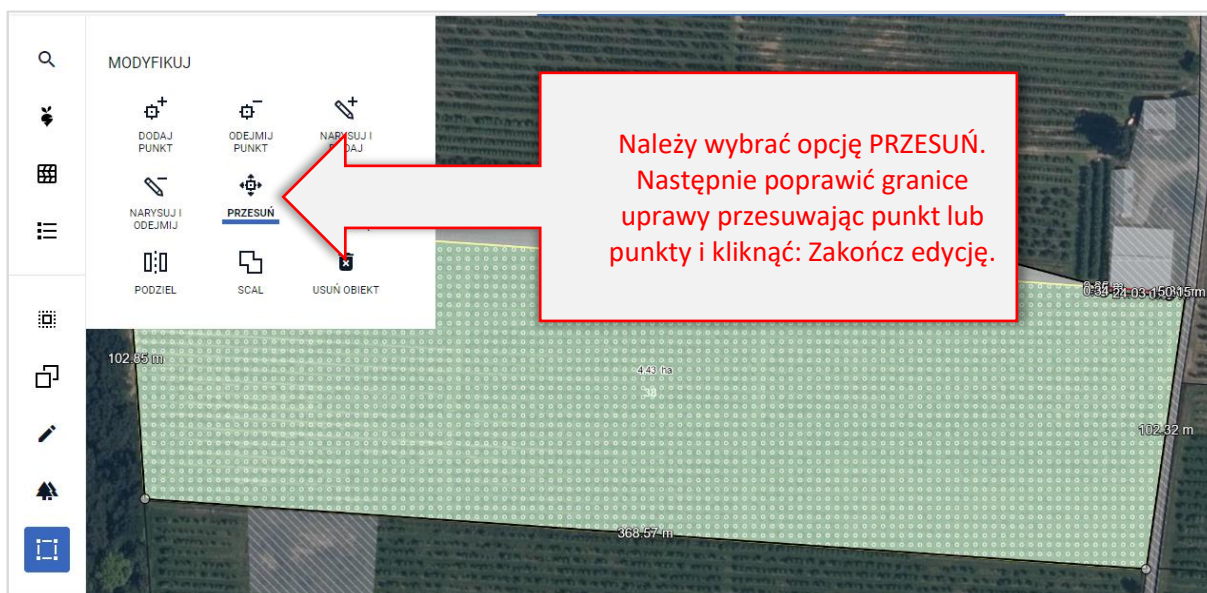 MODYFIKUJ
DODAJ
PUNKT
ODEJMIJ
PUNKT
NARYSUJ I
NARYSUJ I
ODEJMIJ
PRZESUŃ
PODZIEL
SCAL
USUŃ OBIEKT
Należy wybrać opcję PRZESUŃ.
Następnie poprawić granice
uprawy przesuwając punkt lub
punkty i kliknąć: Zakończ edycję.
102.85 m
4.43 ha
38
102.32 m
368.57 m